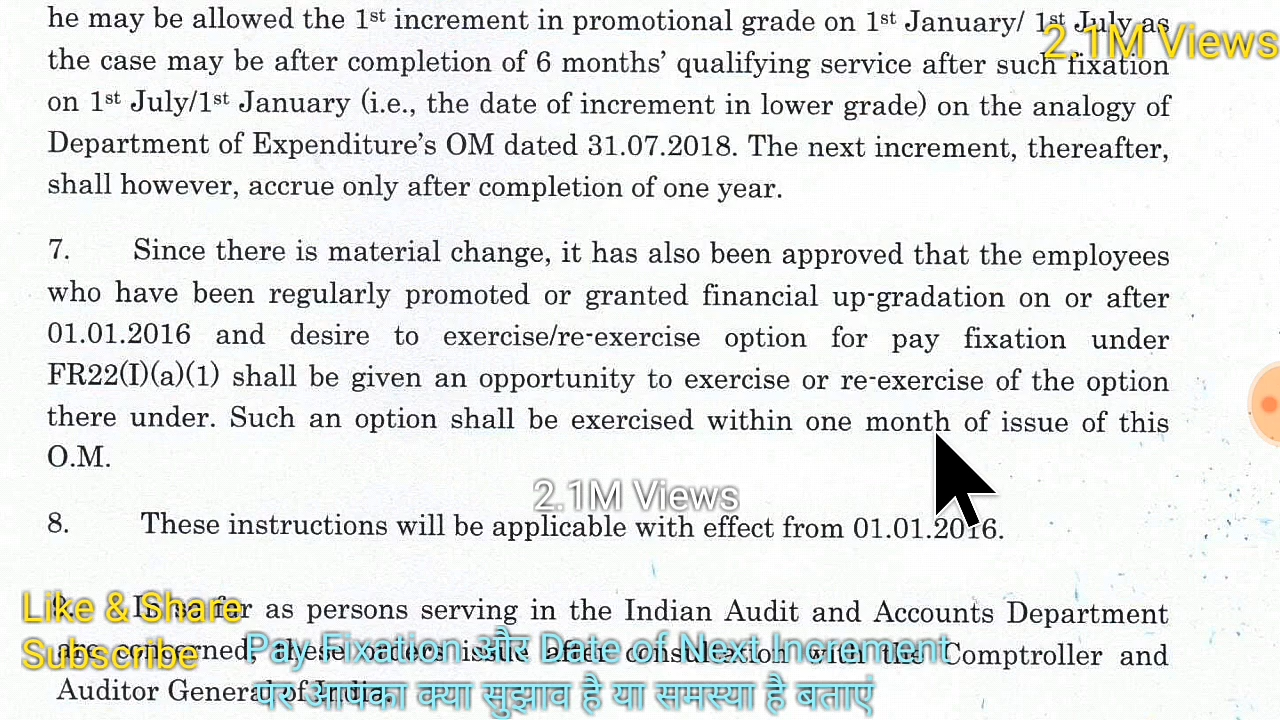 he may be allowed the 1st increment in promotional grade on 1st January/ 1st July as
2.1M Views
the case may be after completion of 6 months' qualifying service after such fixation
on 1st July/1st January (i.e., the date of increment in lower grade) on the analogy of
Department of Expenditure's OM dated 31.07.2018. The next increment, thereafter,
shall however, accrue only after completion of one year.
7. Since there is material change, it has also been approved that the employees
who have been regularly promoted or granted financial up-gradation on or after
01.01.2016 and desire to exercise/re-exercise option for pay fixation under
FR22(I)(a)(1) shall be given an opportunity to exercise or re-exercise of the option
there under. Such an option shall be exercised within one month of issue of this
O.M.
2.1M Views
8. These instructions will be applicable with effect from 01.01.2016.
Like & Share
9. In so far as persons serving in the Indian Audit and Accounts Department
Subscribe
are concerned, these orders issue after consultation with the Comptroller and
Pay Fixation और Date of Next Increment
Auditor General of India.
पर आपका क्या सुझाव है या समस्या है बताएं